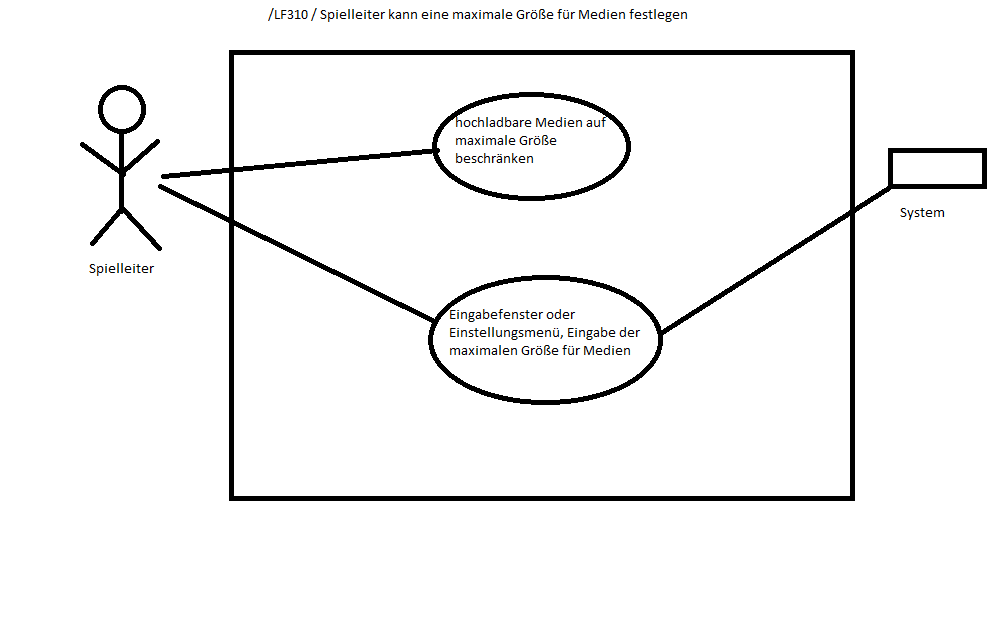 /LF310 / Spielleiter kann eine maximale Größe für Medien festlegen
hochladbare Medien auf
maximale Größe
beschränken
System
Spielleiter
Eingabefenster oder
Einstellungsmenü, Eingabe der
maximalen Größe für Medien